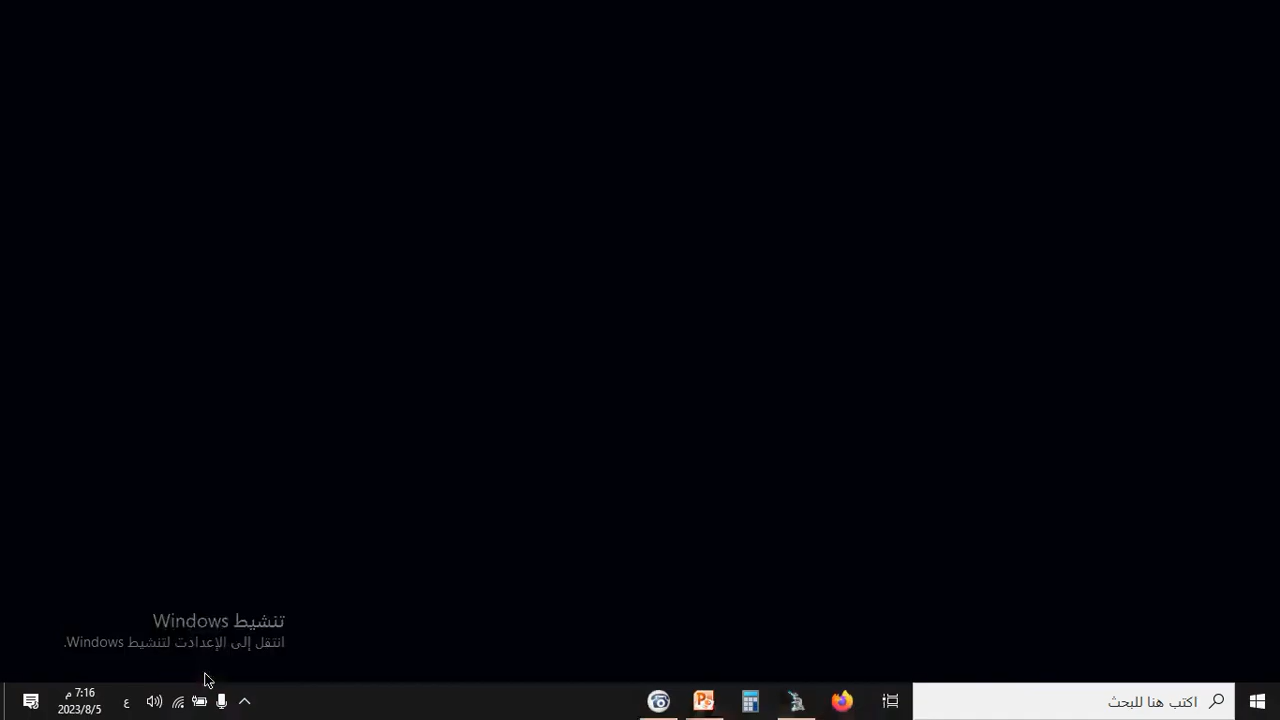 تنشيط Windows
انتقل إلى الإعدادت لتنشيط Windows.
اكتب هنا للبحث
ع
7:16 م
2023/8/5